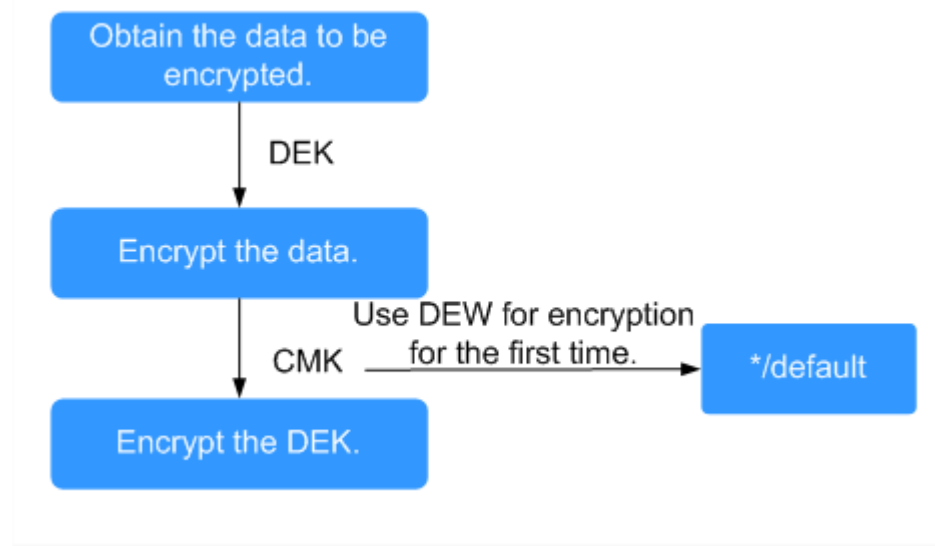 Obtain the data to be
encrypted.
DEK
Encrypt the data.
Use DEW for encryption
for the first time.
CMK
*/default
Encrypt the DEK.